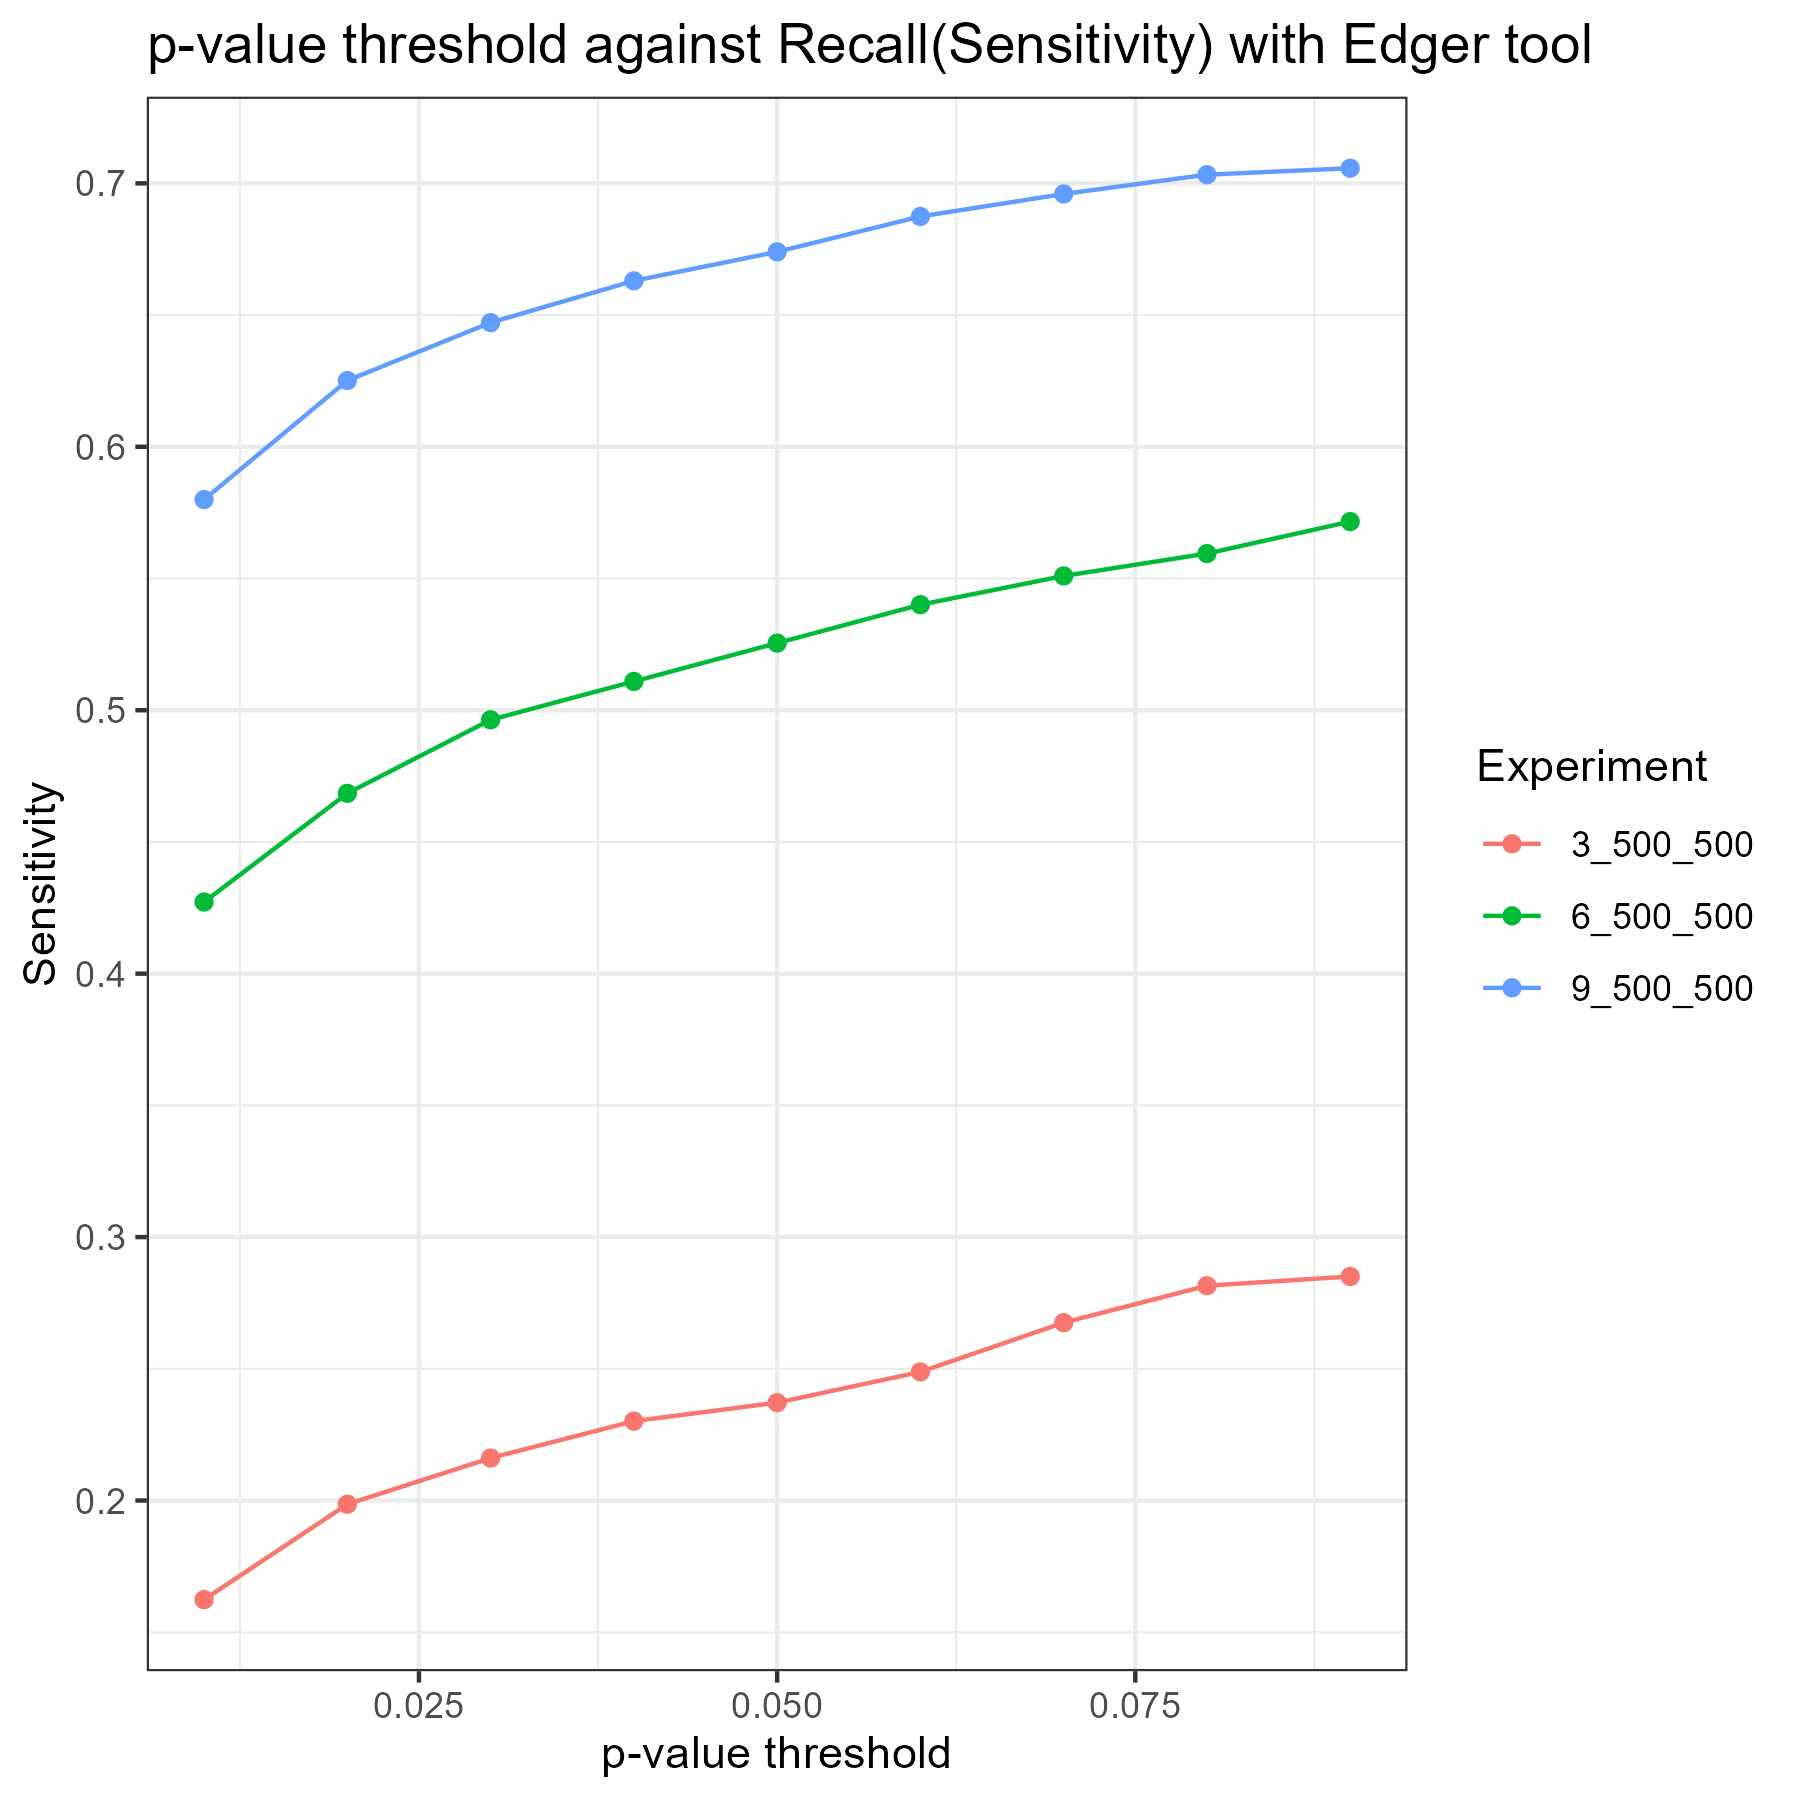 p-value threshold against Recall(Sensitivity) with Edger tool
0.7
0.6
0.5
0.4
0.3
0.2
Sensitivity
0.025 0.050 0.075
p-value threshold
Experiment
3_500_500
6_500_500
9_500_500